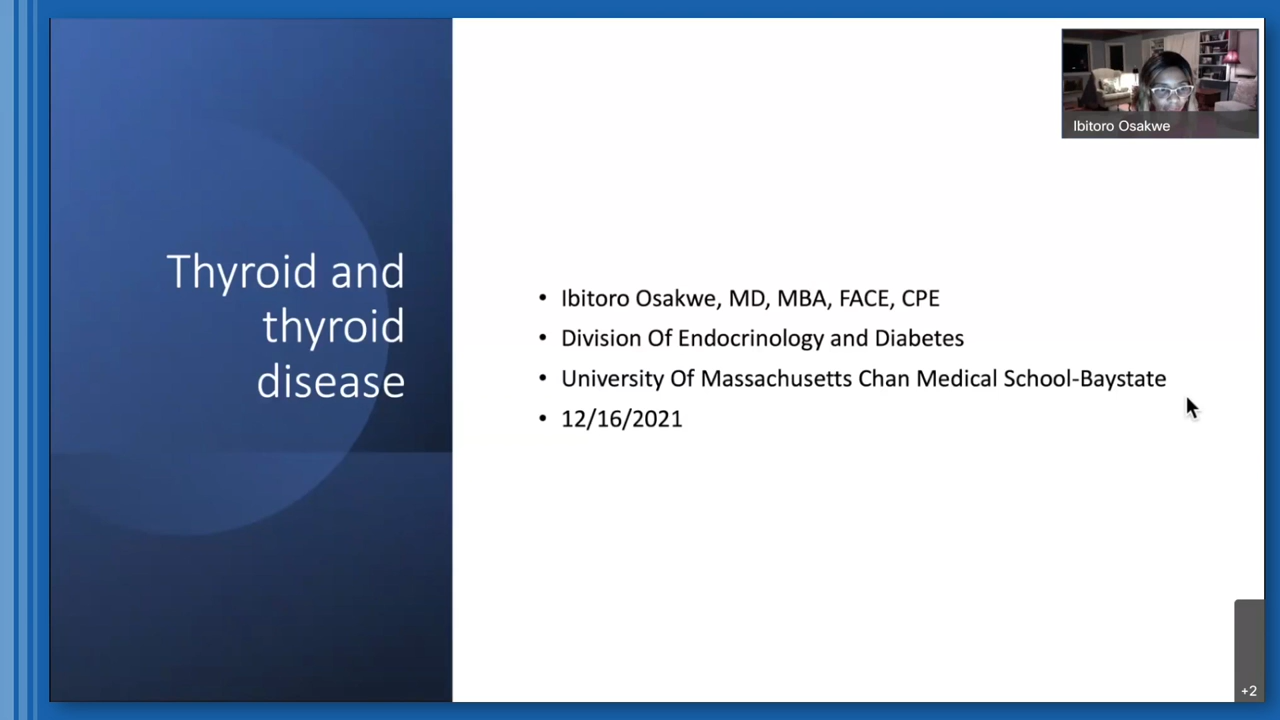 Thyroid and
thyroid
disease
• Ibitoro Osakwe, MD, MBA, FACE, CPE
• Division Of Endocrinology and Diabetes
• University Of Massachusetts Chan Medical School-Baystate
• 12/16/2021
Ibitoro Osakwe
+2